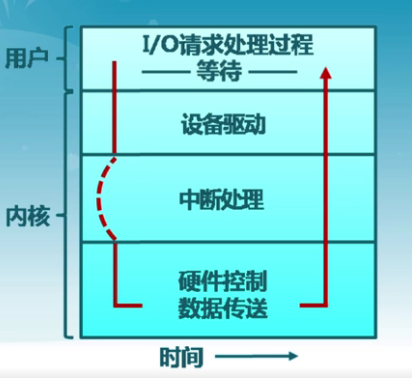 I/O请求处理过程
用户
等待
设备驱动
中断处理
内核
硬件控制
数据传送
时间